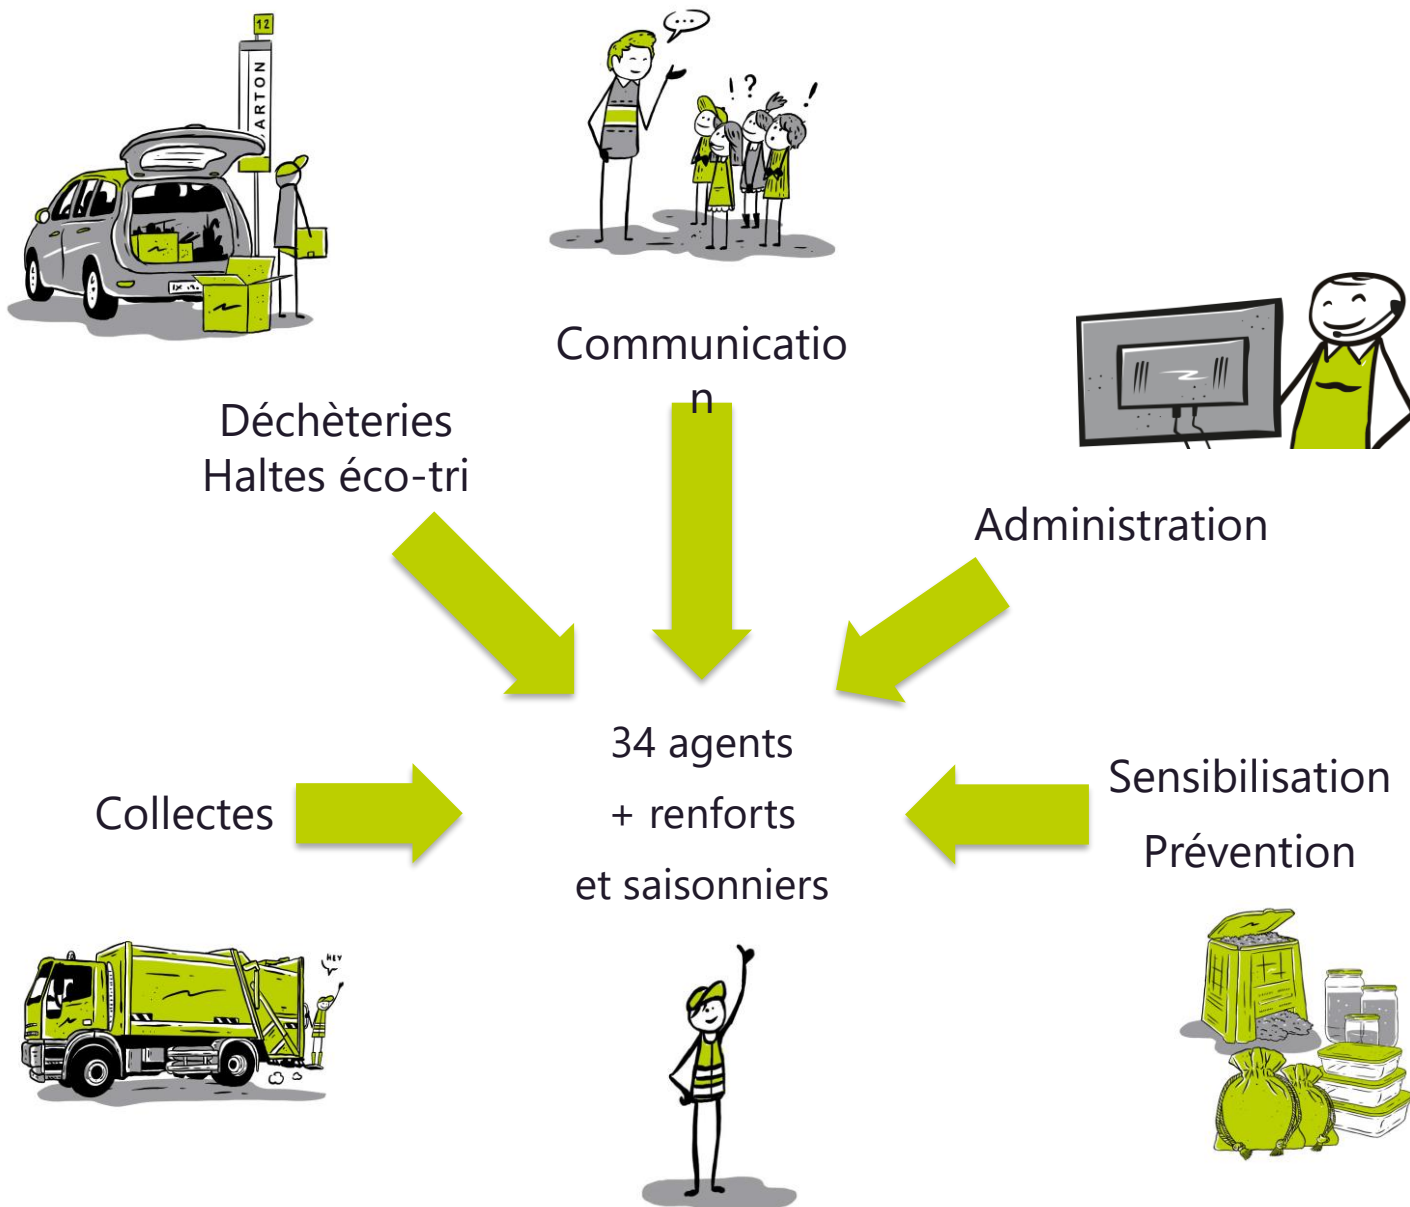 12
ARTON
...
! ? !
Communicatio
n
Déchèteries
Haltes éco-tri
Administration
34 agents
+ renforts
et saisonniers
Collectes
Sensibilisation
Prévention
HEY